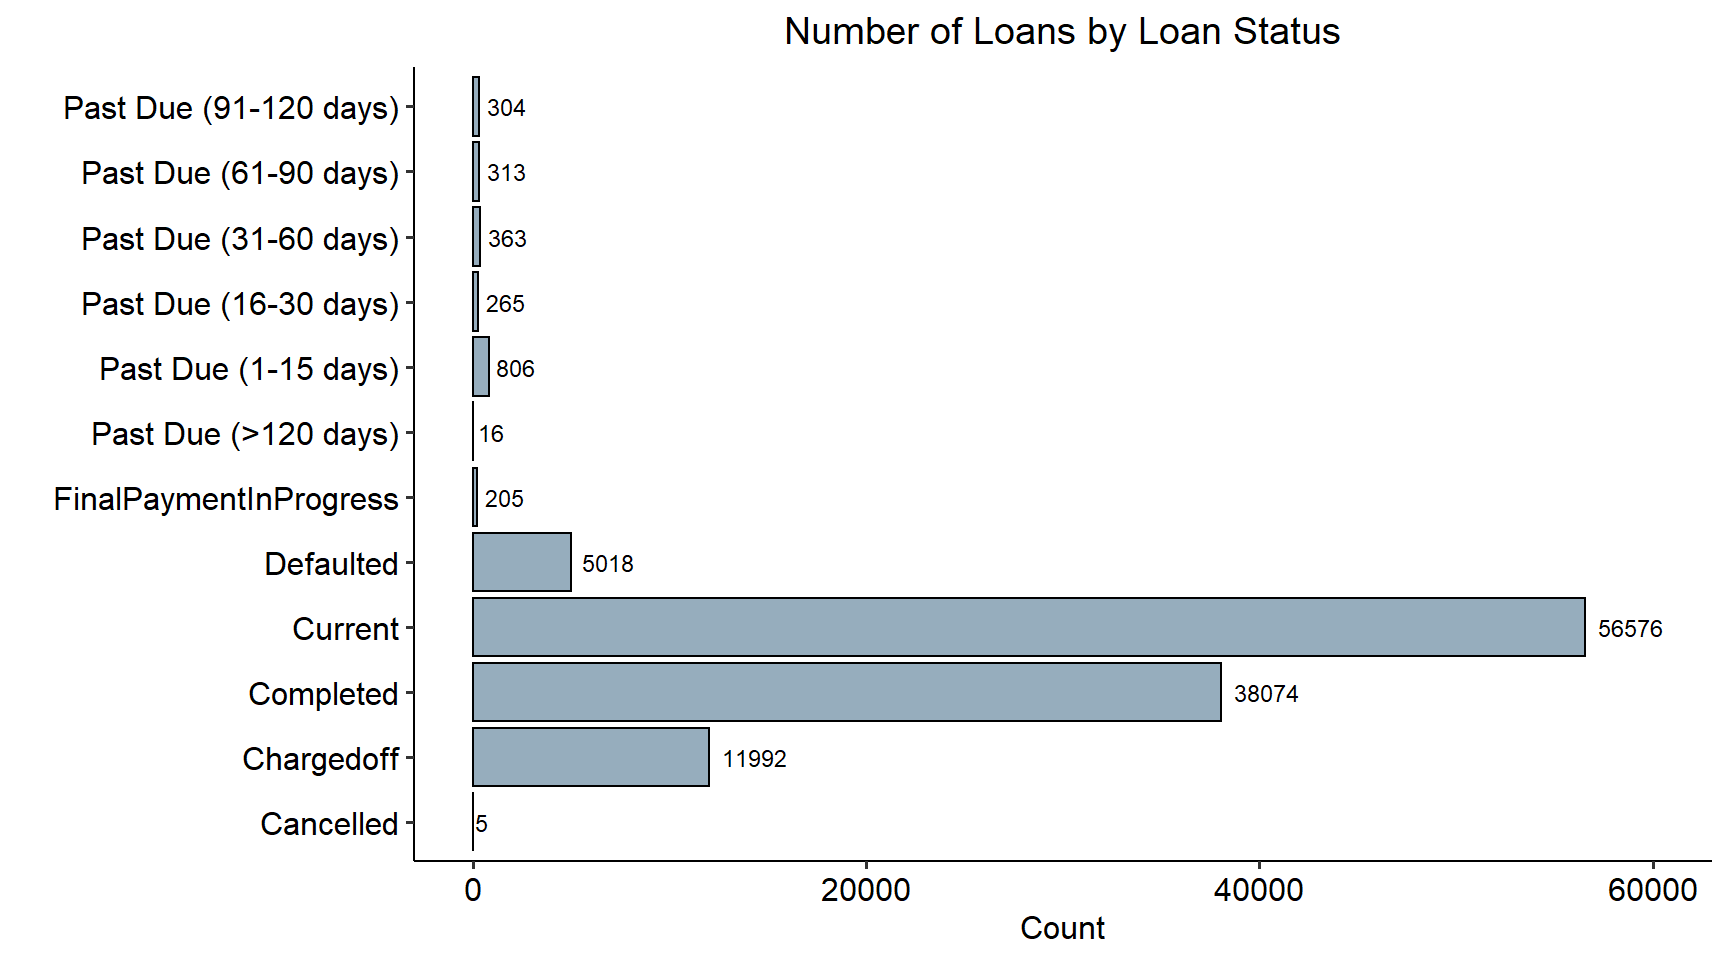 Number of Loans by Loan Status
Past Due (91-120 days) 304
Past Due (61-90 days) 313
Past Due (31-60 days) 363
Past Due (16-30 days) 265
Past Due (1-15 days) 806
Past Due (>120 days) 16
FinalPaymentInProgress 205
Defaulted 5018
Current 56576
Completed 38074
Chargedoff 11992
Cancelled 5
0 20000 40000 60000
Count